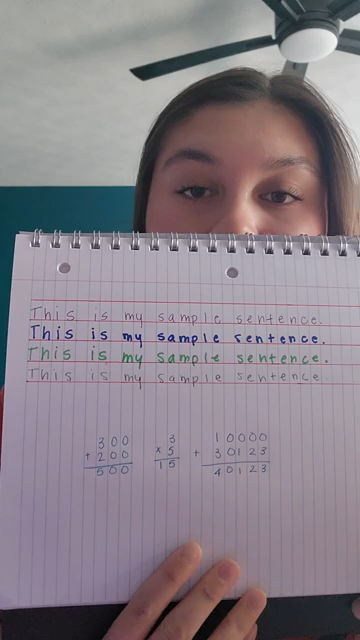 This is my sample sentence.
This is my sample sentence.
This is my sample sentence.
This is my sample sentence.
300 3 10000
+ 200 x 5 + 30123
500 15 40123